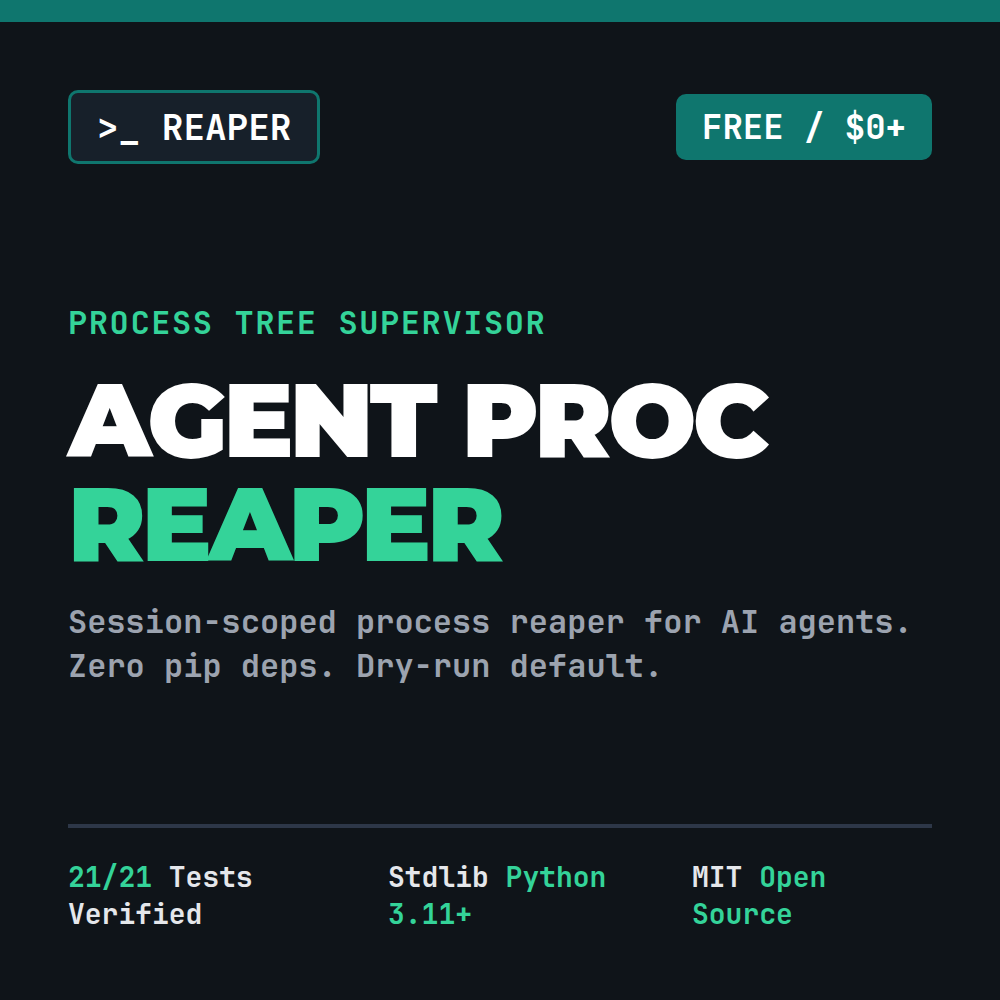 >_ REAPER
FREE / $0+
PROCESS TREE SUPERVISOR
AGENT PROC
REAPER
Session-scoped process reaper for AI agents.
Zero pip deps. Dry-run default.
21/21 Tests
Verified
Stdlib Python
3.11+
MIT Open
Source